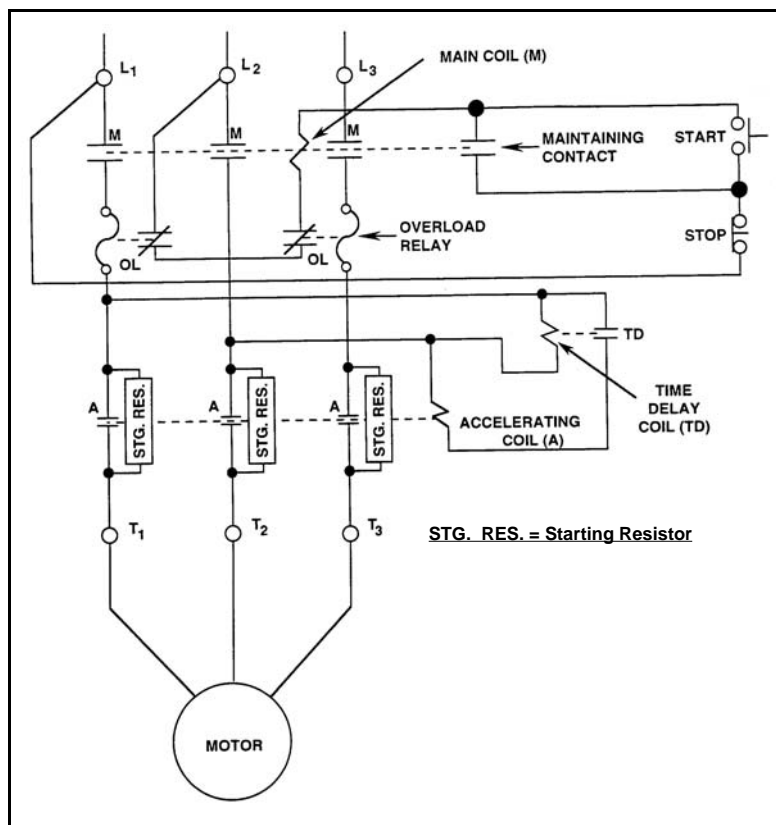 MAIN COIL (M)
L1
L2
L3
M
M
M
MAINTAINING
CONTACT
START
OVERLOAD
RELAY
STOP
OL
OL
TD
TIME
DELAY
COIL (TD)
A
A
A
STG. RES.
STG. RES.
STG. RES.
ACCELERATING
COIL (A)
T1
T2
T3
STG. RES. = Starting Resistor
MOTOR